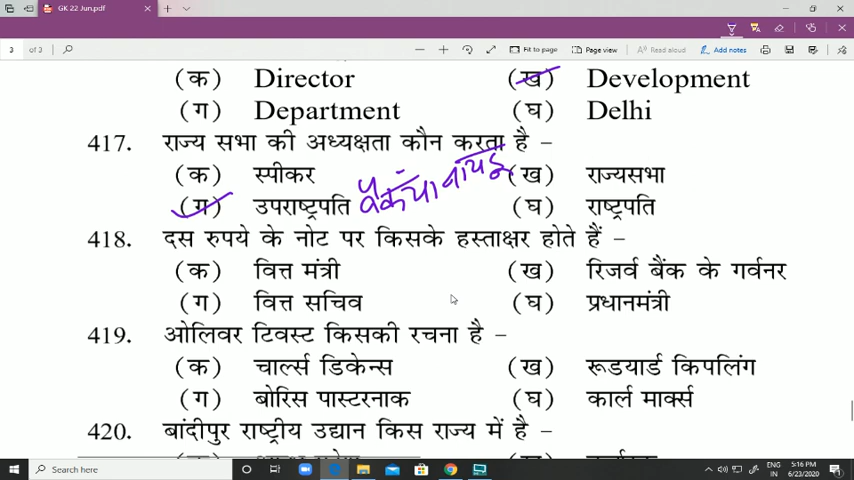 GK 22 Jun.pdf
3 of 3
Fit to page
Page view
Read aloud
Add notes
(क) Director (ख) Development
(ग) Department (घ) Delhi
417. राज्य सभा की अध्यक्षता कौन करता है –
(क) स्पीकर (ख) राज्यसभा
(ग) उपराष्ट्रपति (घ) राष्ट्रपति
418. दस रुपये के नोट पर किसके हस्ताक्षर होते हैं –
(क) वित्त मंत्री (ख) रिजर्व बैंक के गर्वनर
(ग) वित्त सचिव (घ) प्रधानमंत्री
419. ओलिवर टिवस्ट किसकी रचना है –
(क) चार्ल्स डिकेन्स (ख) रूडयार्ड किपलिंग
(ग) बोरिस पास्टरनाक (घ) कार्ल मार्क्स
420. बांदीपुर राष्ट्रीय उद्यान किस राज्य में है –
Search here
ENG
IN
5:16 PM
6/23/2020